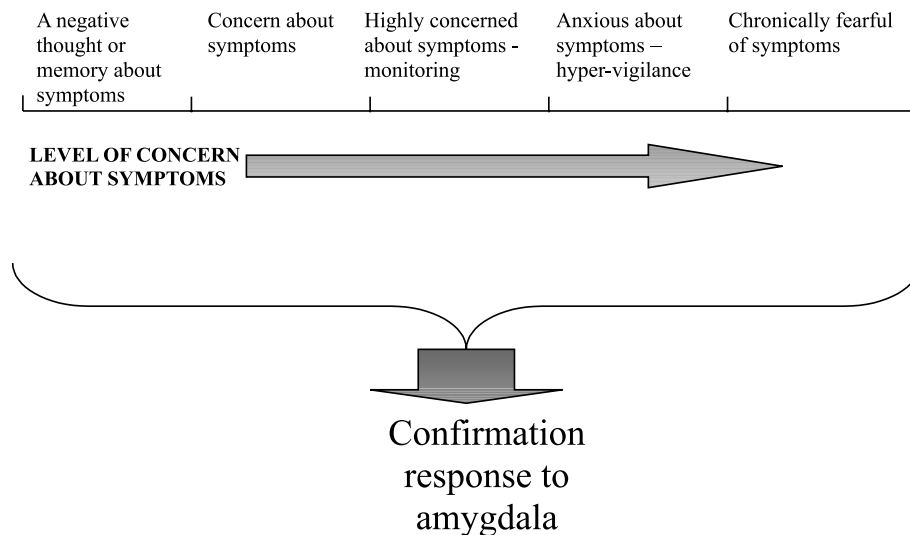 A negative
thought or
memory about
symptoms
Concern about
symptoms
Highly concerned
about symptoms -
monitoring
Anxious about
symptoms –
hyper-vigilance
Chronically fearful
of symptoms
LEVEL OF CONCERN
ABOUT SYMPTOMS
Confirmation
response to
amygdala